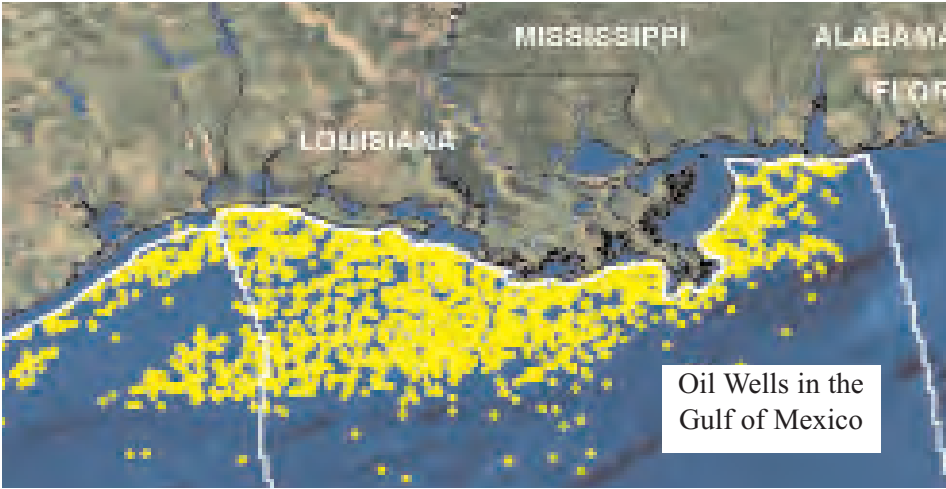 MISSISSIPPI
ALABAMA
FLOR
LOUISIANA
Oil Wells in the
Gulf of Mexico